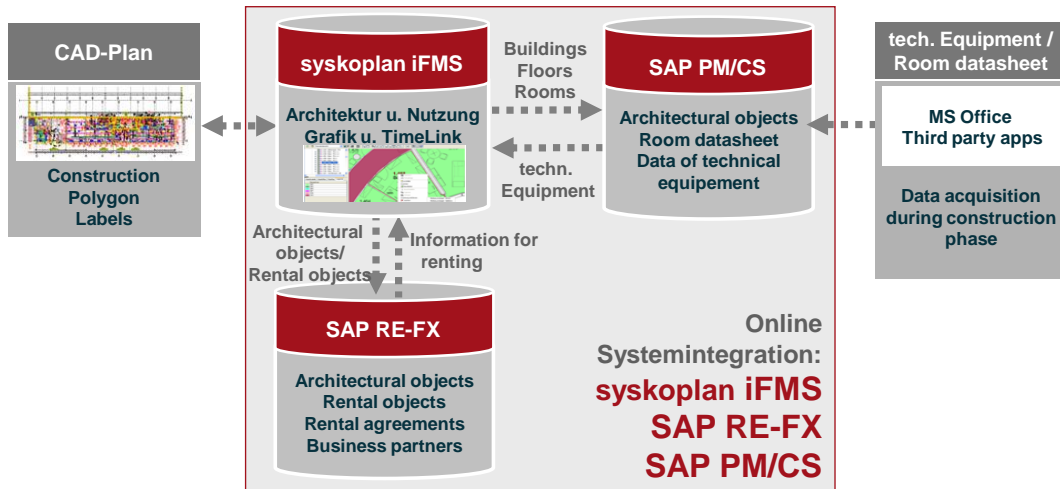 CAD-Plan
Construction
Polygon
Labels
syskoplan iFMS
Architektur u. Nutzung
Grafik u. TimeLink
Buildings
Floors
Rooms
techn.
Equipment
SAP PM/CS
Architectural objects
Room datasheet
Data of technical
equipement
tech. Equipment /
Room datasheet
MS Office
Third party apps
Data acquisition
during construction
phase
Architectural
objects/
Rental objects
Information for
renting
SAP RE-FX
Architectural objects
Rental objects
Rental agreements
Business partners
Online
Systemintegration:
syskoplan iFMS
SAP RE-FX
SAP PM/CS